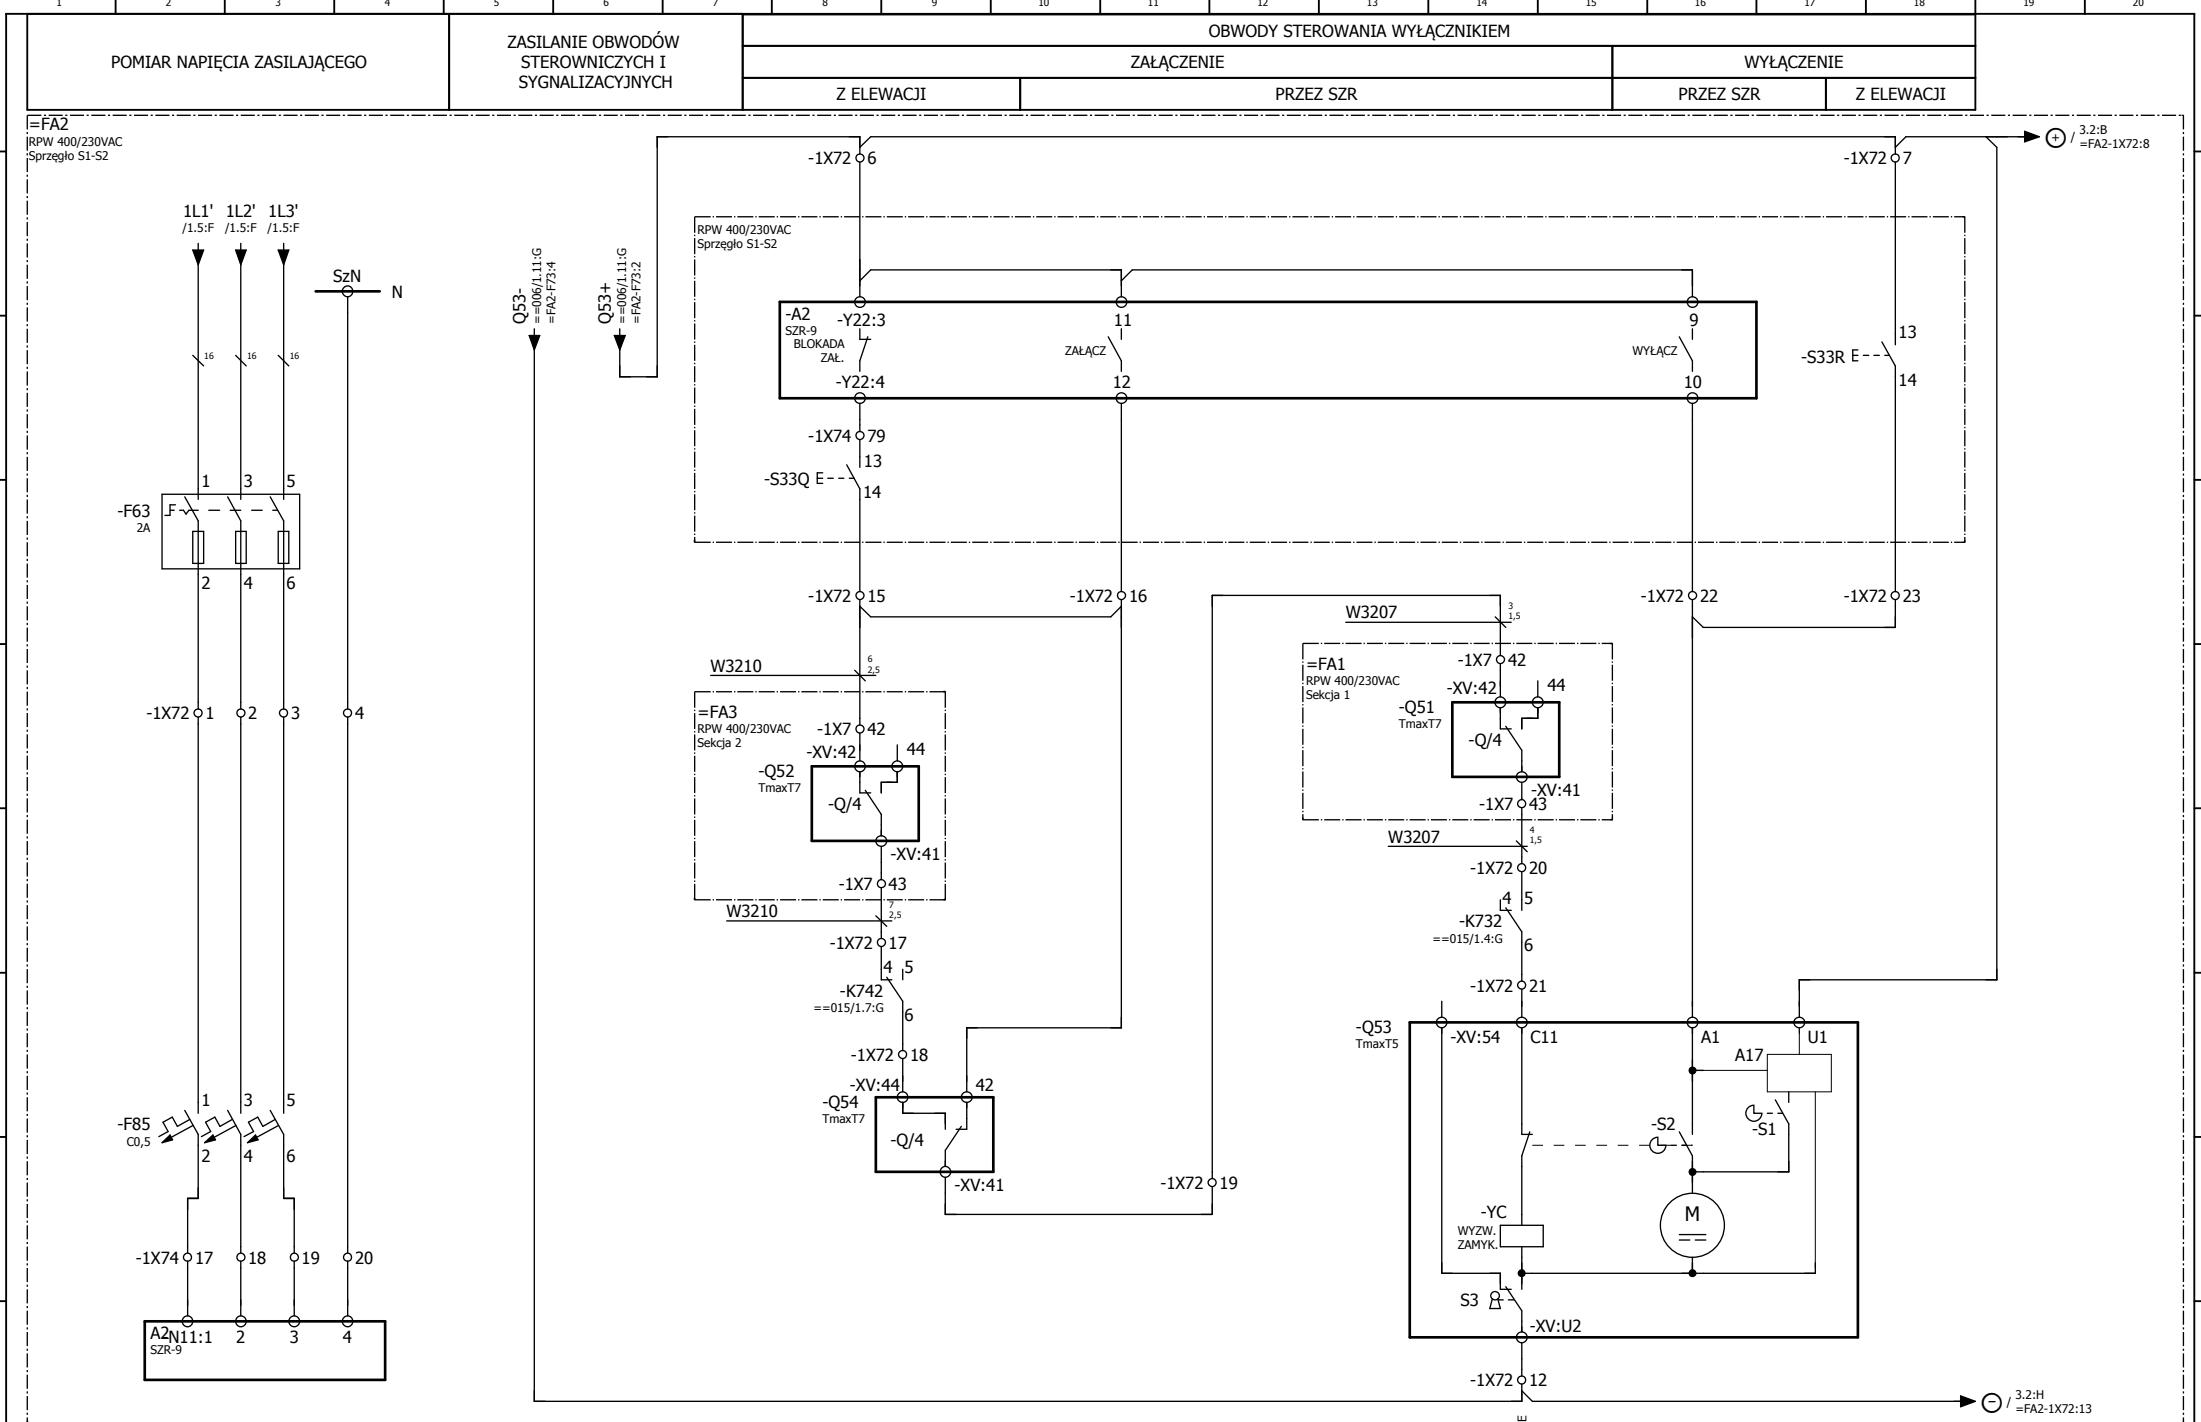 1 2 3 4 5 6 7 8 9 10 11 12 13 14 15 16 17 18 19 20
POMIAR NAPIĘCIA ZASILAJĄCEGO
ZASILANIE OBWODÓW
STEROWNICZYCH I
SYGNALIZACYJNYCH
OBWODY STEROWANIA WYŁĄCZNIKIEM
ZAŁĄCZENIE
WYŁĄCZENIE
Z ELEWACJI
PRZEZ SZR
PRZEZ SZR
Z ELEWACJI
=FA2
RPW 400/230VAC
Sprzęgło S1-S2
-1X72 6
-1X72 7
+ / 3.2:B
=FA2-1X72:8
1L1' 1L2' 1L3'
/1.5:F /1.5:F /1.5:F
SzN
N
Q53-
==006/1.11:G
=FA2-F73:4
Q53+
==006/1.11:G
=FA2-F73:2
16 16 16
RPW 400/230VAC
Sprzęgło S1-S2
-A2
SZR-9
-Y22:3
BLOKADA
ZAŁ.
-Y22:4
11
ZAŁĄCZ
12
9
WYŁĄCZ
10
13
-S33R E
14
-1X74 79
13
-S33Q E
14
1 3 5
-F63
2A
F
2 4 6
-1X72 15
-1X72 16
-1X72 22
-1X72 23
W3207
3
1,5
W3210
6
2,5
=FA1
RPW 400/230VAC
Sekcja 1
-1X7 42
-XV:42 44
-Q51
TmaxT7
-Q/4
-XV:41
-1X7 43
W3207
4
1,5
-1X72 20
4 5
-K732
==015/1.4:G
6
-1X72 21
-1X72 1 2 3 4
=FA3
RPW 400/230VAC
Sekcja 2
-1X7 42
-XV:42 44
-Q52
TmaxT7
-Q/4
-XV:41
-1X7 43
W3210
7
2,5
-1X72 17
4 5
-K742
==015/1.7:G
6
-1X72 18
-XV:44 42
-Q54
TmaxT7
-Q/4
-XV:41
-1X72 19
-Q53
TmaxT5
-XV:54 C11 A1 U1
A17
-S2
-S1
-YC
WYZW.
ZAMYK.
M
S3
-XV:U2
-1X72 12
1 3 5
-F85
C0,5
2 4 6
-1X74 17 18 19 20
A2
SZR-9
N11:1 2 3 4
- / 3.2:H
=FA2-1X72:13
E